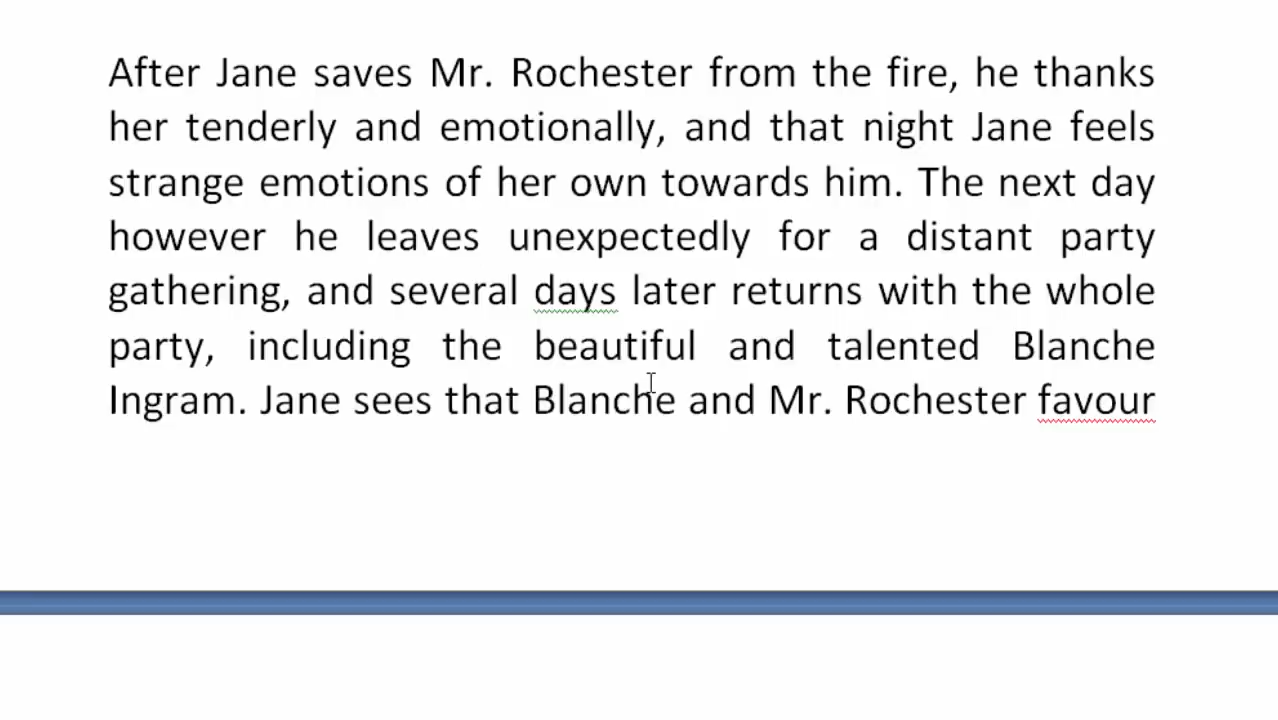 After Jane saves Mr. Rochester from the fire, he thanks
her tenderly and emotionally, and that night Jane feels
strange emotions of her own towards him. The next day
however he leaves unexpectedly for a distant party
gathering, and several days later returns with the whole
party, including the beautiful and talented Blanche
Ingram. Jane sees that Blanche and Mr. Rochester favour